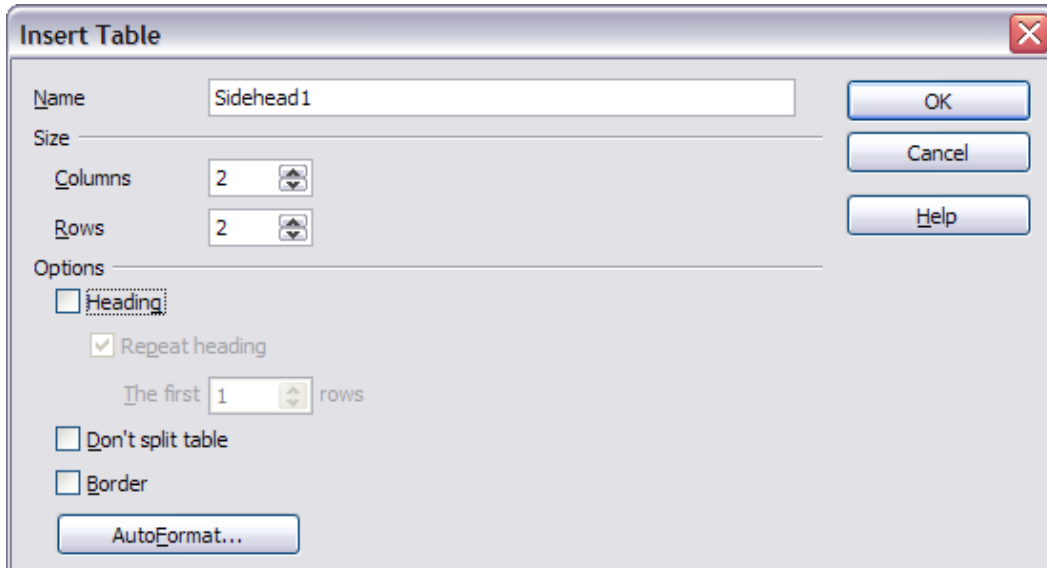 Insert Table
Name Sidehead1 OK
Size Cancel
Columns 2
Rows 2 Help
Options
Heading
Repeat heading
The first 1 rows
Don't split table
Border
AutoFormat...